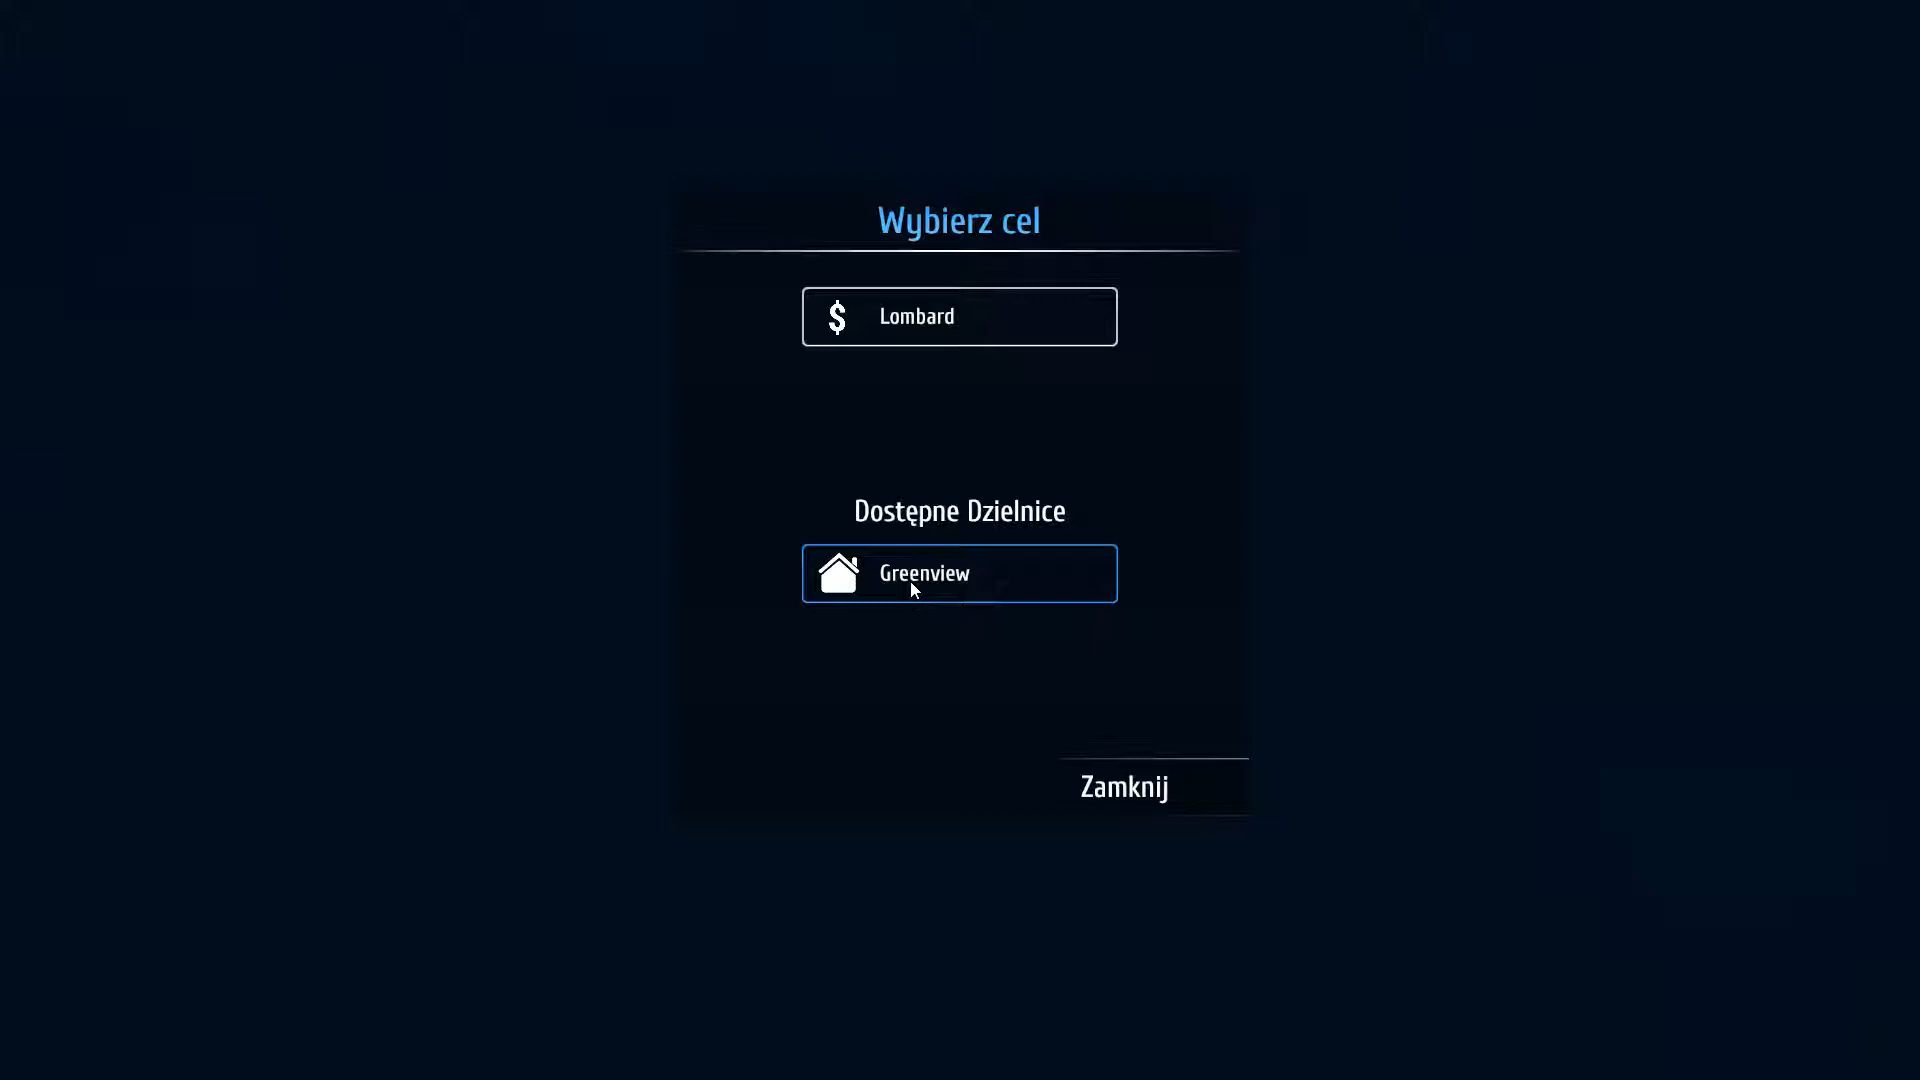 Wybierz cel
$ Lombard
Dostępne Dzielnice
Greenview
Zamknij